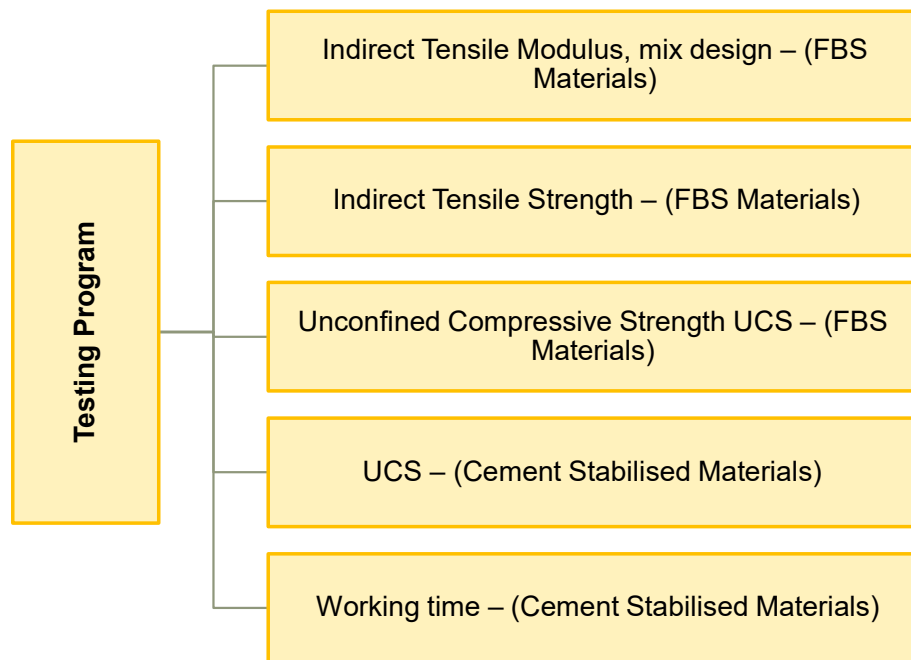 Testing Program
Indirect Tensile Modulus, mix design – (FBS
Materials)
Indirect Tensile Strength – (FBS Materials)
Unconfined Compressive Strength UCS – (FBS
Materials)
UCS – (Cement Stabilised Materials)
Working time – (Cement Stabilised Materials)